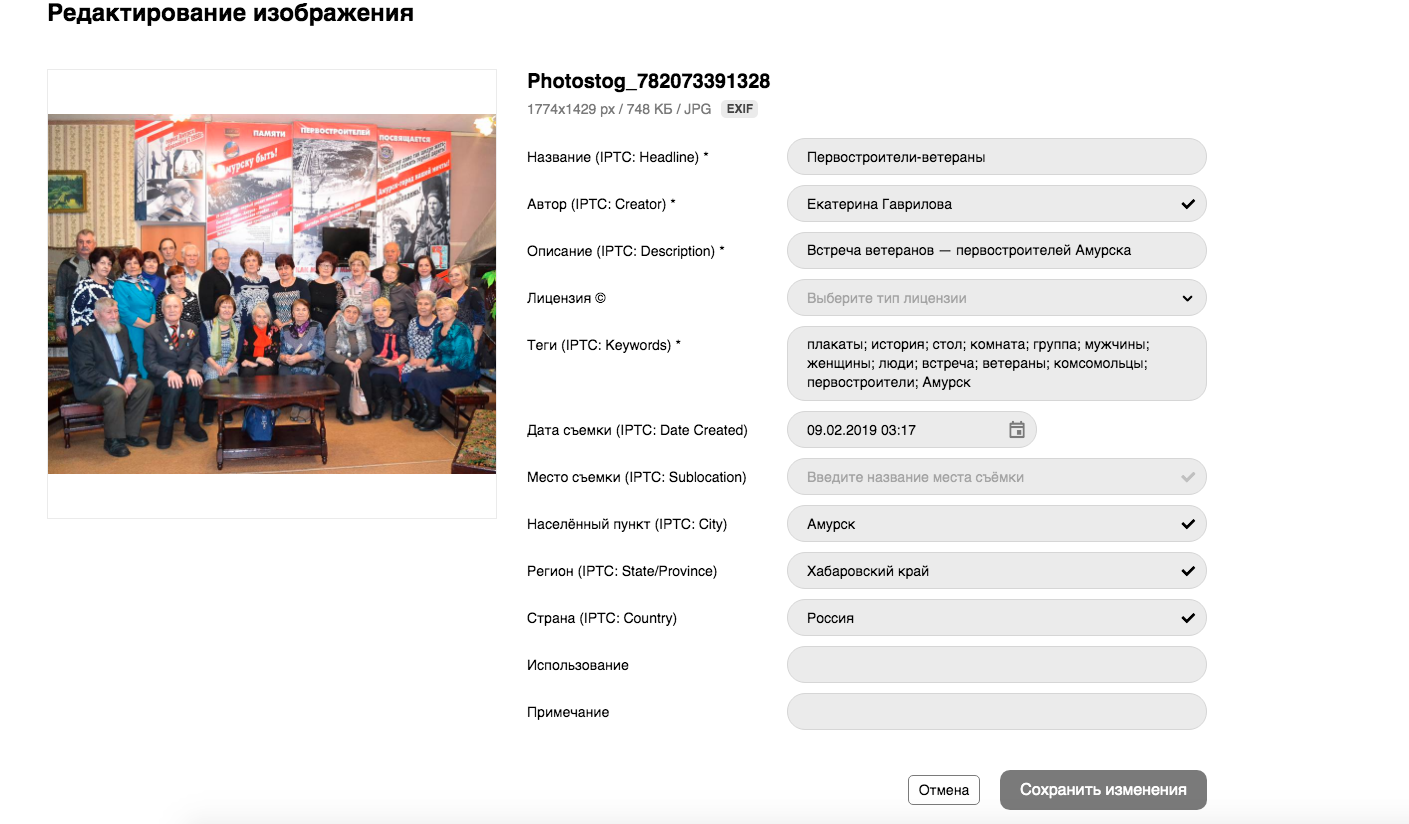 Редактирование изображения
Photostog_782073391328
1774x1429 px / 748 КБ / JPG EXIF
ПАМЯТИ
ПЕРВОСТРОИТЕЛЕЙ
ПОСВЯЩАЕТСЯ
Амурску быть!
Амурск-город нашей мечты!
Название (IPTC: Headline) * Первостроители-ветераны
Автор (IPTC: Creator) * Екатерина Гаврилова
Описание (IPTC: Description) * Встреча ветеранов — первостроителей Амурска
Лицензия © Выберите тип лицензии
Теги (IPTC: Keywords) * плакаты; история; стол; комната; группа; мужчины;
женщины; люди; встреча; ветераны; комсомольцы;
первостроители; Амурск
Дата съемки (IPTC: Date Created) 09.02.2019 03:17
Место съемки (IPTC: Sublocation) Введите название места съёмки
Населённый пункт (IPTC: City) Амурск
Регион (IPTC: State/Province) Хабаровский край
Страна (IPTC: Country) Россия
Использование
Примечание
Отмена Сохранить изменения